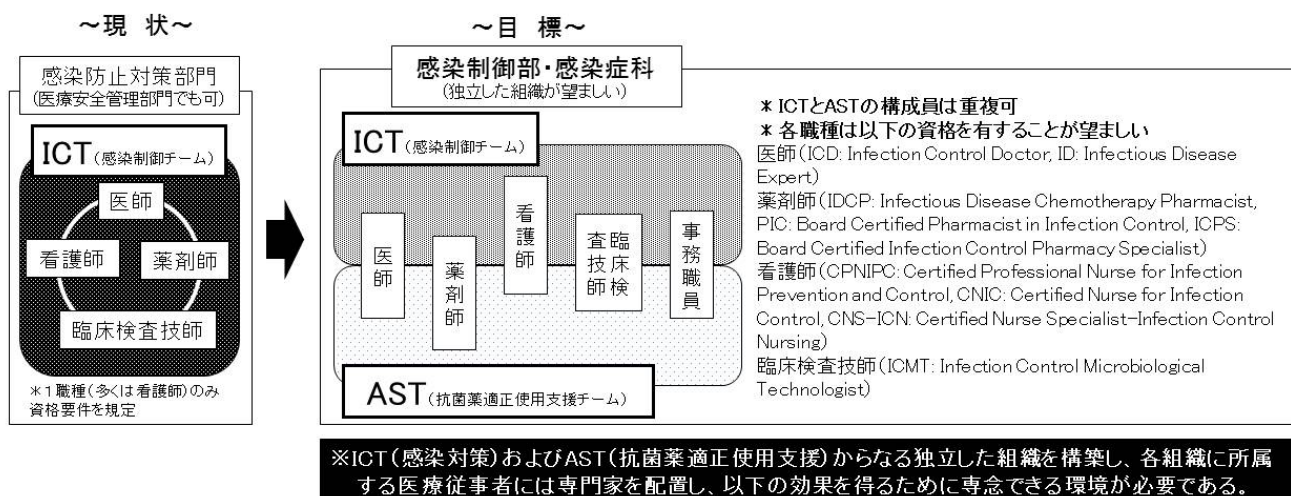 ～現 状～
感染防止対策部門
(医療安全管理部門でも可)
ICT(感染制御チーム)
医師
看護師
薬剤師
臨床検査技師
＊1職種(多くは看護師)のみ
資格要件を規定
～目 標～
感染制御部・感染症科
(独立した組織が望ましい)
ICT(感染制御チーム)
医師
薬剤師
看護師
臨床検
査技師
事務職員
AST(抗菌薬適正使用支援チーム)
＊ICTとASTの構成員は重複可
＊各職種は以下の資格を有することが望ましい
医師(ICD: Infection Control Doctor, ID: Infectious Disease
Expert)
薬剤師(IDCP: Infectious Disease Chemotherapy Pharmacist,
PIC: Board Certified Pharmacist in Infection Control, ICPS:
Board Certified Infection Control Pharmacy Specialist)
看護師(CPNIPC: Certified Professional Nurse for Infection
Prevention and Control, CNIC: Certified Nurse for Infection
Control, CNS-ICN: Certified Nurse Specialist-Infection Control
Nursing)
臨床検査技師(ICMT: Infection Control Microbiological
Technologist)
※ICT(感染対策)およびAST(抗菌薬適正使用支援)からなる独立した組織を構築し、各組織に所属
する医療従事者には専門家を配置し、以下の効果を得るために専念できる環境が必要である。